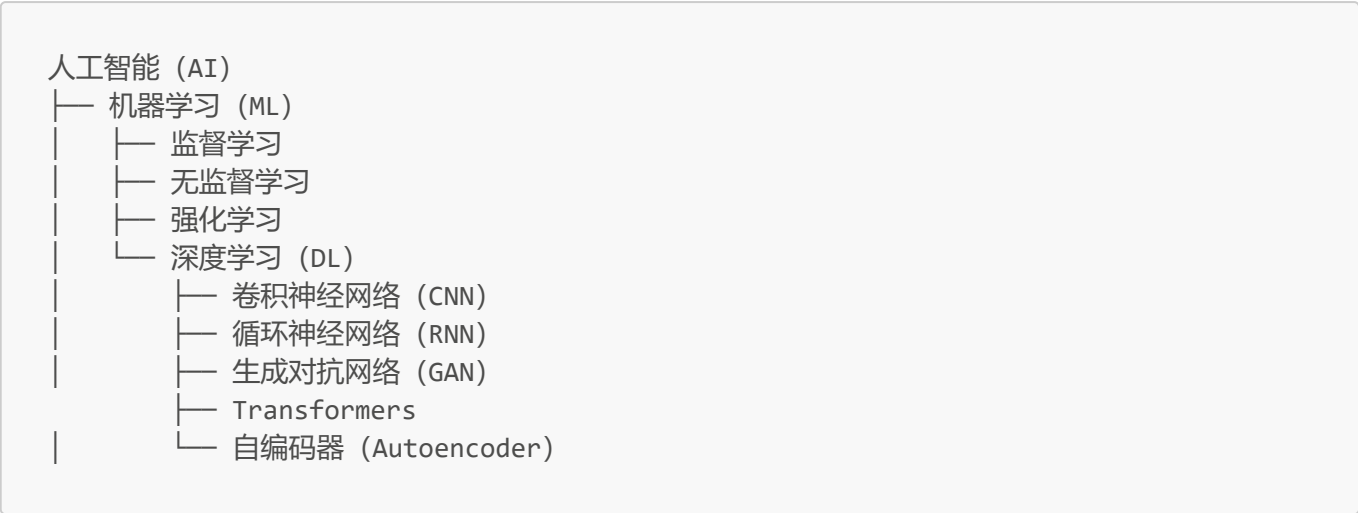 人工智能 (AI)
├── 机器学习 (ML)
│   ├── 监督学习
│   ├── 无监督学习
│   ├── 强化学习
│   └── 深度学习 (DL)
│       ├── 卷积神经网络 (CNN)
│       ├── 循环神经网络 (RNN)
│       ├── 生成对抗网络 (GAN)
        ├── Transformers
│       └── 自编码器 (Autoencoder)